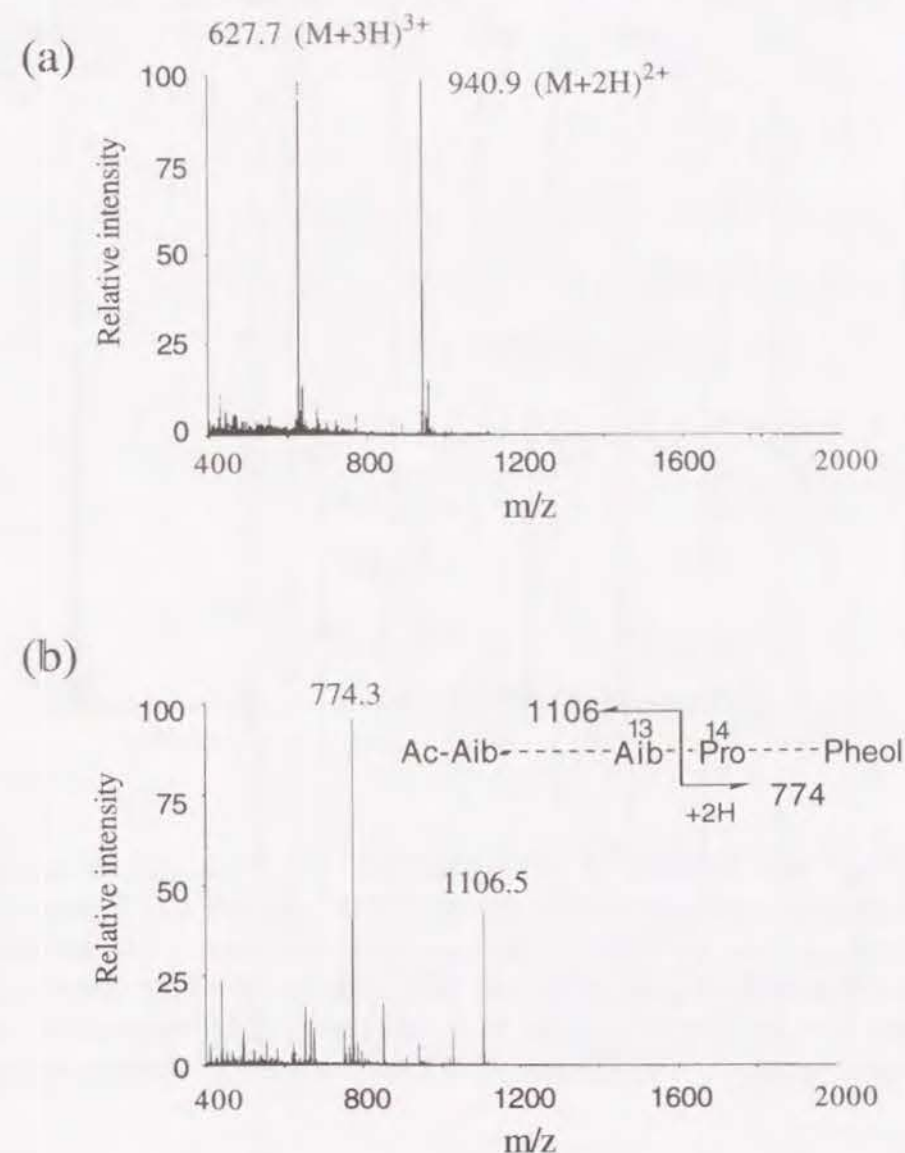 (a)
627.7 (M+3H)3+
940.9 (M+2H)2+
100
75
50
25
0
Relative intensity
400 800 1200 1600 2000
m/z
(b)
774.3
1106.5
1106
13 14
Ac-Aib Aib Pro Pheol
+2H 774
100
75
50
25
0
Relative intensity
400 800 1200 1600 2000
m/z